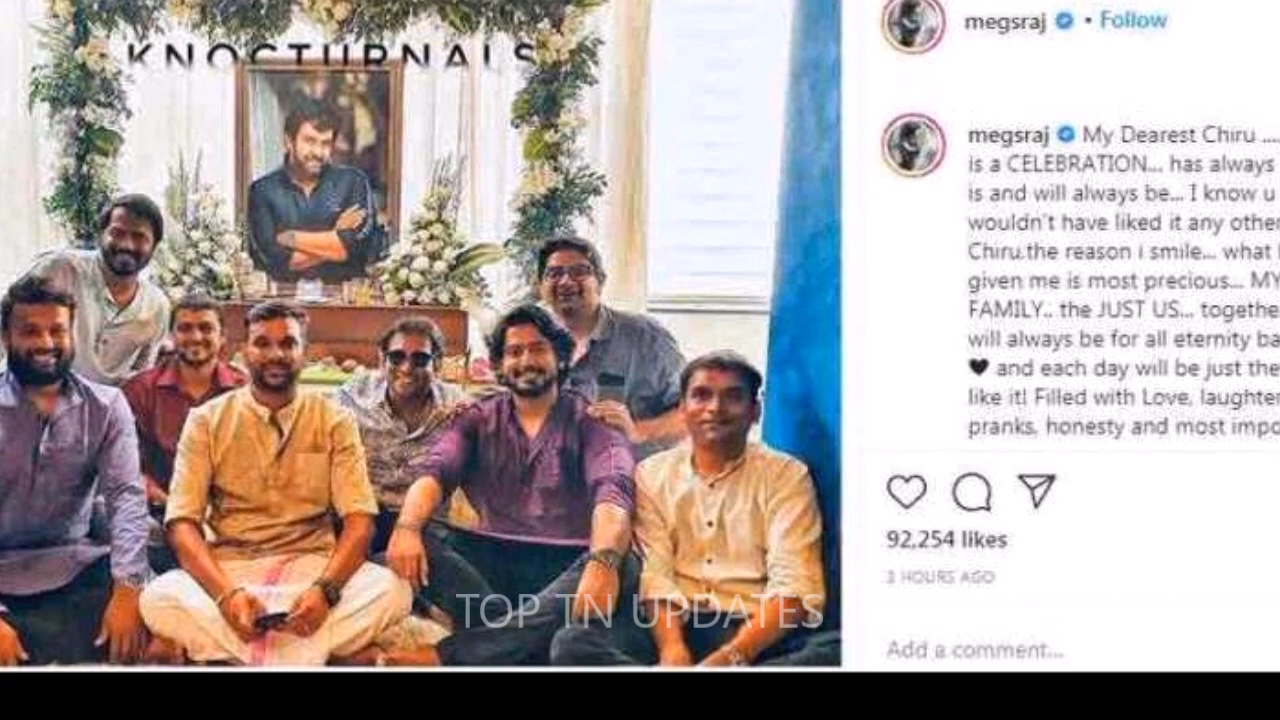 KNOCTURNALS
megsraj • Follow
megsraj My Dearest Chiru ....
is a CELEBRATION... has always
is and will always be... I know u
wouldn't have liked it any other
Chiru.the reason i smile... what
given me is most precious... MY
FAMILY.. the JUST US... togethe
will always be for all eternity ba
🖤 and each day will be just the
like it! Filled with Love, laughter
pranks, honesty and most impo
92,254 likes
3 HOURS AGO
Add a comment...
TOP TN UPDATES